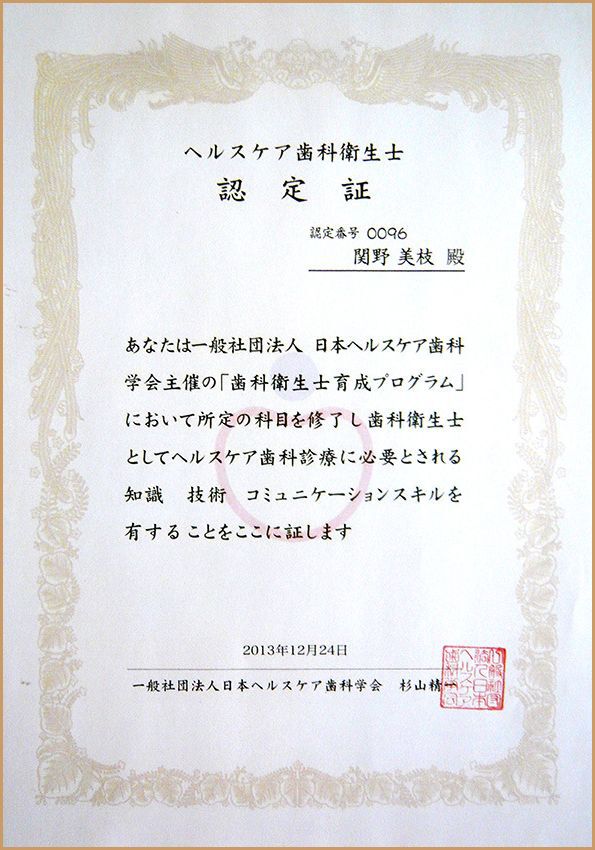 ヘルスケア歯科衛生士
認定証
認定番号 0096
関野 美枝 殿
あなたは一般社団法人 日本ヘルスケア歯科
学会主催の「歯科衛生士育成プログラム」
において所定の科目を修了し歯科衛生士
としてヘルスケア歯科診療に必要とされる
知識 技術 コミュニケーションスキルを
有することをここに証します
2013年12月24日
一般社団法人日本ヘルスケア歯科学会 杉山精一